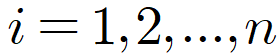 i = 1,2,...,n